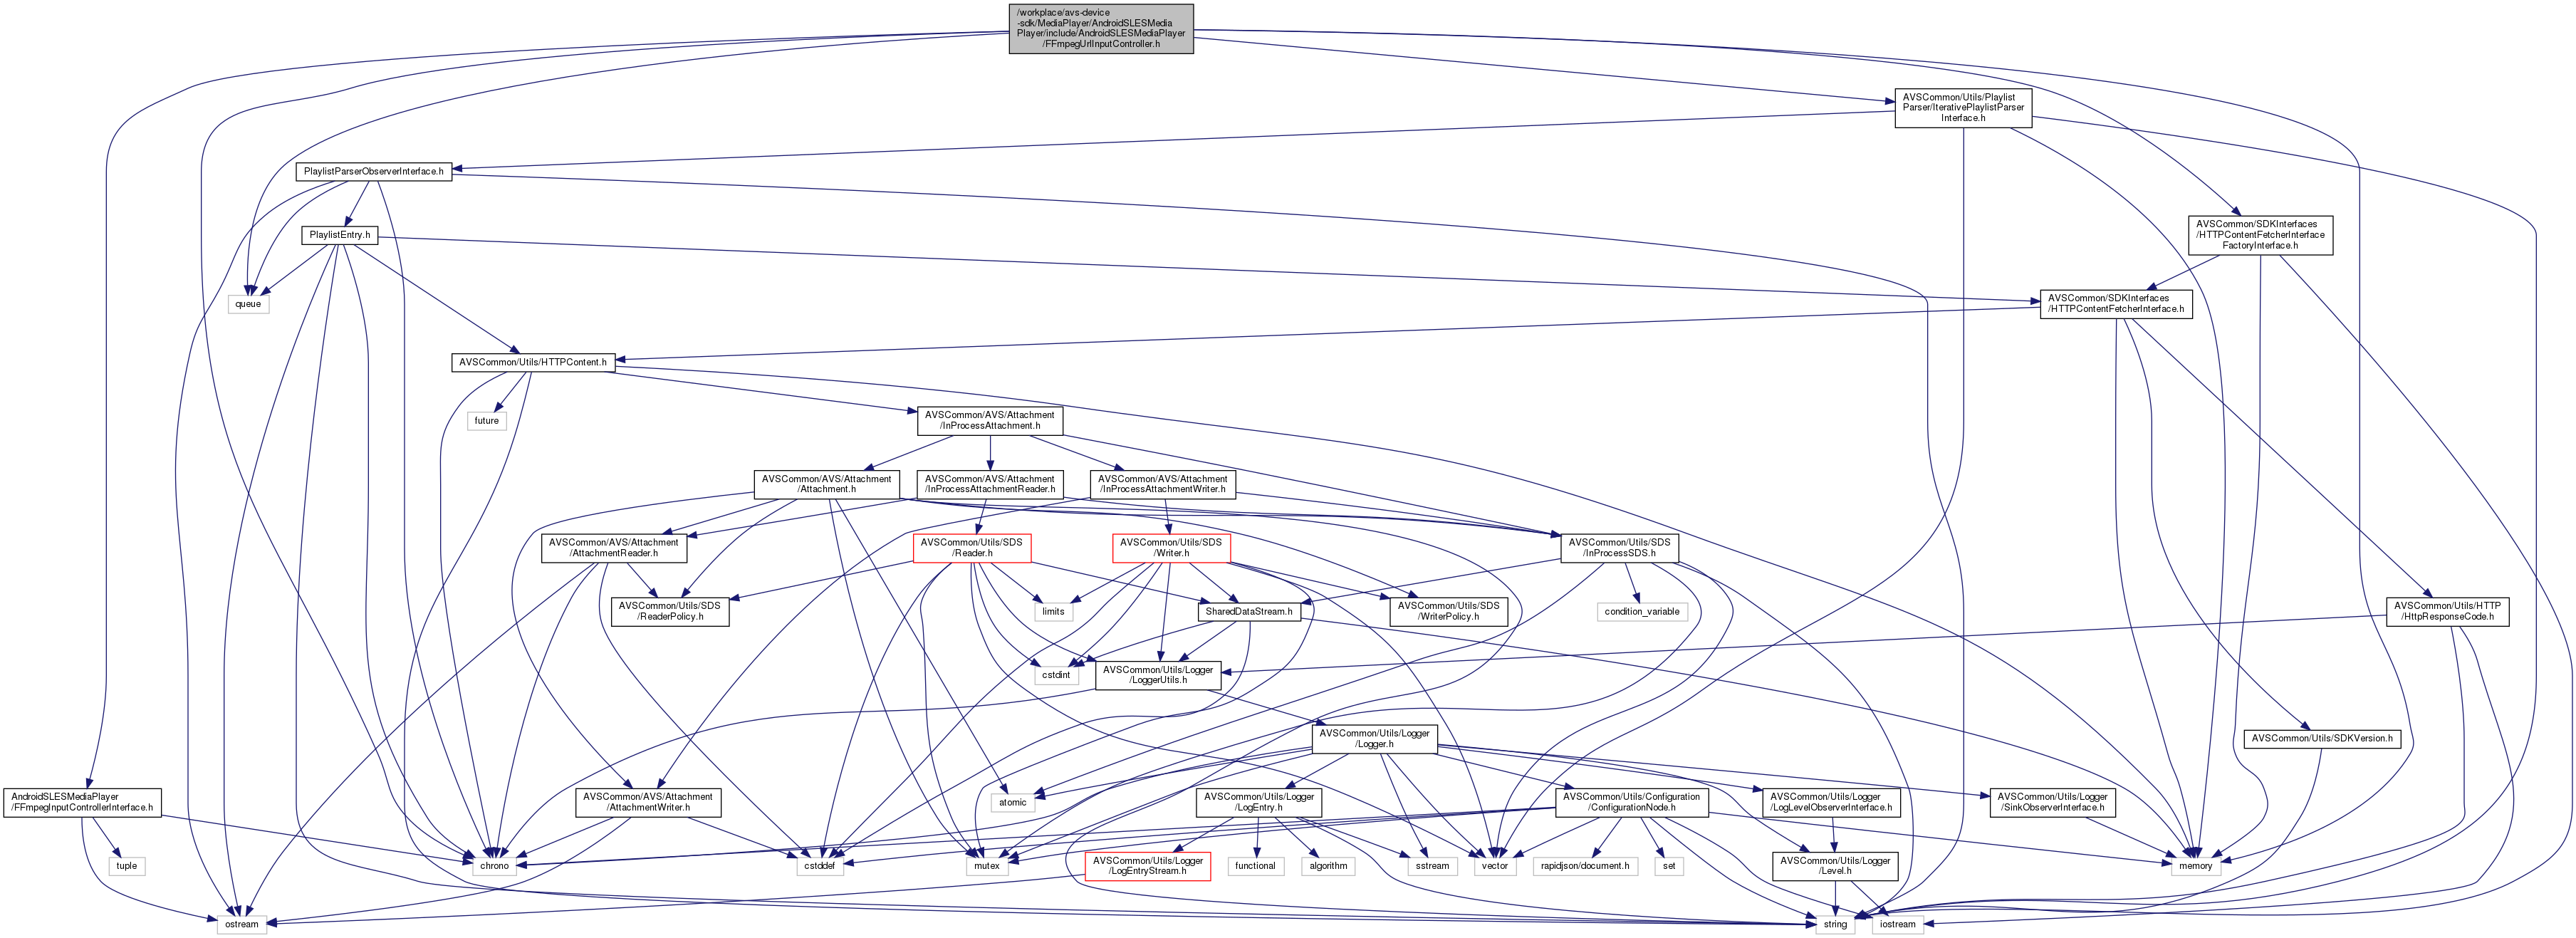 /workplace/avs-device
-sdk/MediaPlayer/AndroidSLESMedia
Player/include/AndroidSLESMediaPlayer
/FFmpegUrlInputController.h
AVSCommon/Utils/Playlist
Parser/IterativePlaylistParser
Interface.h
PlaylistParserObserverInterface.h
PlaylistEntry.h
AVSCommon/SDKInterfaces
/HTTPContentFetcherInterface
FactoryInterface.h
queue
AVSCommon/SDKInterfaces
/HTTPContentFetcherInterface.h
AVSCommon/Utils/HTTPContent.h
future
AVSCommon/AVS/Attachment
/InProcessAttachment.h
AVSCommon/AVS/Attachment
/Attachment.h
AVSCommon/AVS/Attachment
/InProcessAttachmentReader.h
AVSCommon/AVS/Attachment
/InProcessAttachmentWriter.h
AVSCommon/AVS/Attachment
/AttachmentReader.h
AVSCommon/Utils/SDS
/Reader.h
AVSCommon/Utils/SDS
/Writer.h
AVSCommon/Utils/SDS
/InProcessSDS.h
AVSCommon/Utils/SDS
/ReaderPolicy.h
limits
SharedDataStream.h
AVSCommon/Utils/SDS
/WriterPolicy.h
condition_variable
AVSCommon/Utils/HTTP
/HttpResponseCode.h
cstdint
AVSCommon/Utils/Logger
/LoggerUtils.h
AVSCommon/Utils/Logger
/Logger.h
AVSCommon/Utils/SDKVersion.h
AndroidSLESMediaPlayer
/FFmpegInputControllerInterface.h
AVSCommon/AVS/Attachment
/AttachmentWriter.h
atomic
AVSCommon/Utils/Logger
/LogEntry.h
AVSCommon/Utils/Configuration
/ConfigurationNode.h
AVSCommon/Utils/Logger
/LogLevelObserverInterface.h
AVSCommon/Utils/Logger
/SinkObserverInterface.h
tuple
chrono
cstddef
mutex
AVSCommon/Utils/Logger
/LogEntryStream.h
functional
algorithm
sstream
vector
rapidjson/document.h
set
AVSCommon/Utils/Logger
/Level.h
memory
ostream
string
iostream